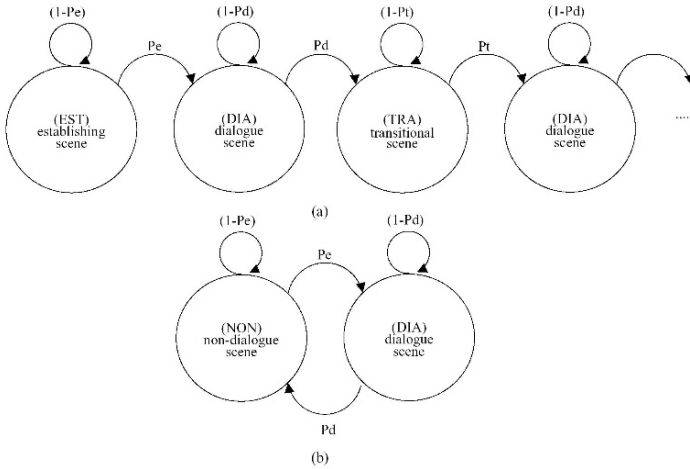 (1-Pe) (1-Pd) (1-Pt) (1-Pd)
Pe Pd Pt
(EST) (DIA) (TRA) (DIA)
establishing dialogue transitional dialogue ....
scene scene scene scene
(a)
(1-Pe) (1-Pd)
Pe
(NON) (DIA)
non-dialogue dialogue
scene scene
Pd
(b)